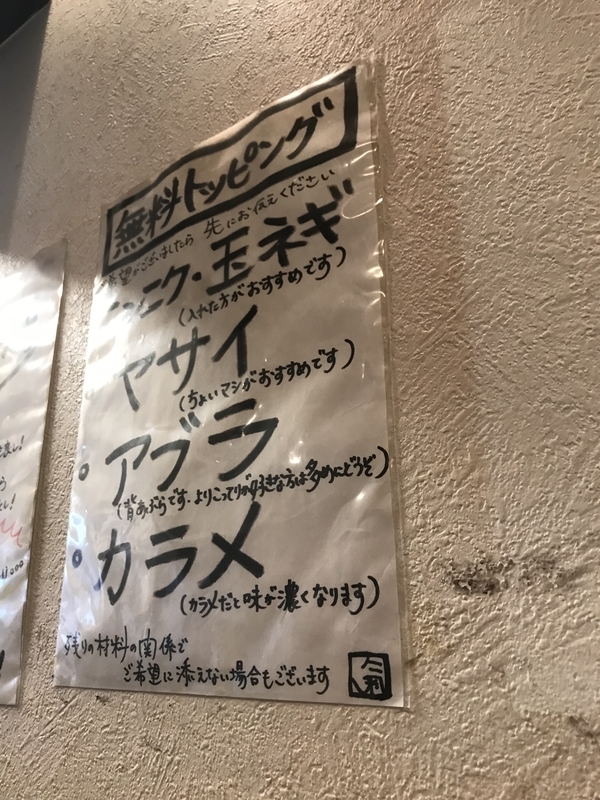 無料トッピング
ご希望がございましたら 先にお伝えください
ニンニク・玉ネギ
(入れた方がおすすめです)
ヤサイ
(ちょいマシがおすすめです)
アブラ
(背あぶらです、よりこってりが好きな方は多めにどうぞ)
カラメ
(カラメだと味が濃くなります)
残りの材料の関係で
ご希望に添えない場合もございます